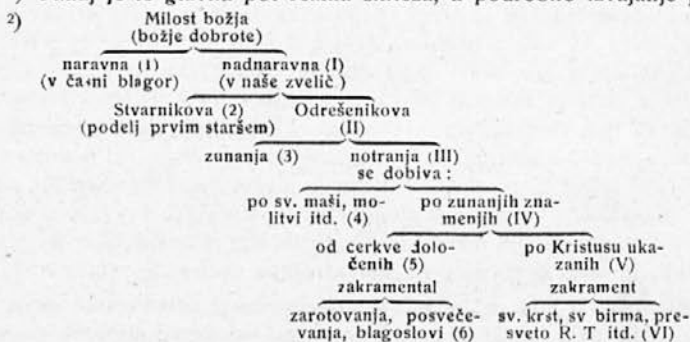 2)
Milost božja
(božje dobrote)
naravna (1) nadnaravna (I)
(v časni blagor) (v naše zvelič)
Stvarnikova (2) Odrešenikova
(podelj prvim staršem) (II)
zunanja (3) notranja (III)
se dobiva:
po sv. maši, mo- po zunanjih zna-
litvi itd. (4) menjih (IV)
od cerkve dolo- po Kristusu uka-
čenih (5) zanih (V)
zakramental zakrament
zarotovanja, posveče- sv. krst, sv birma, pre-
vanja, blagoslovi (6) sveto R. T itd. (VI)